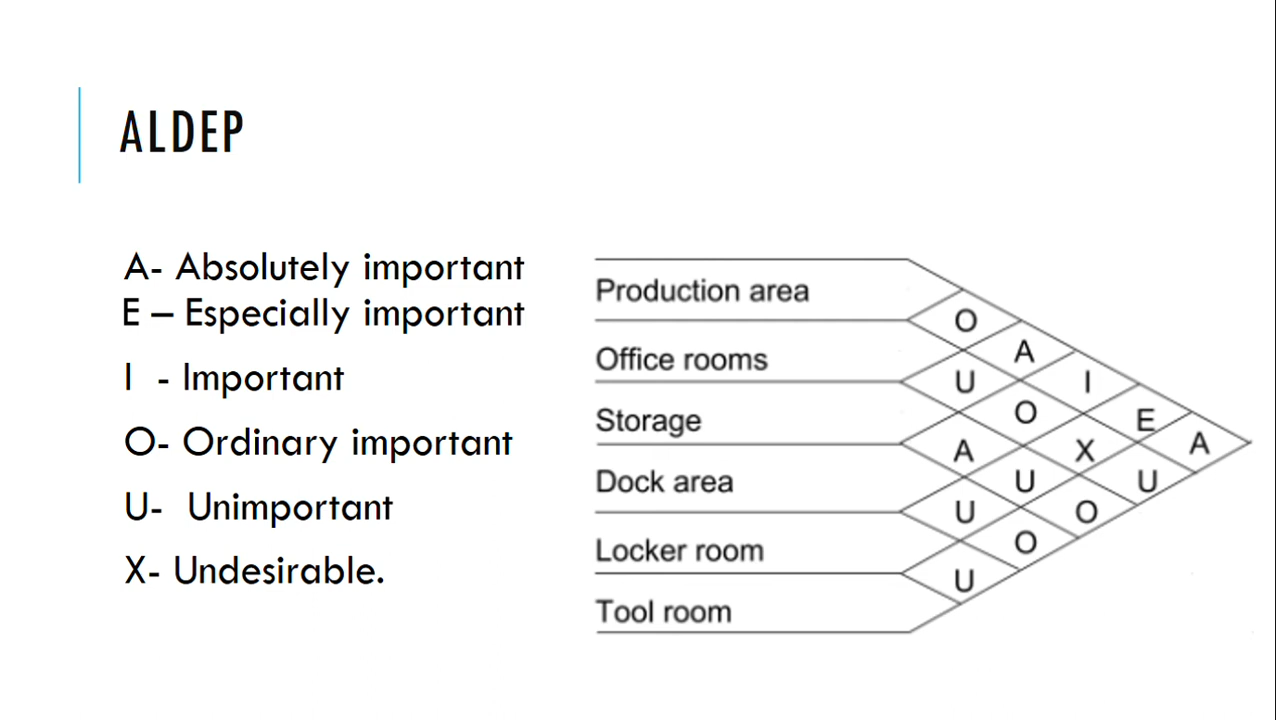 ALDEP
A- Absolutely important
E – Especially important
I - Important
O- Ordinary important
U- Unimportant
X- Undesirable.
Production area
Office rooms
Storage
Dock area
Locker room
Tool room
O
A
U
I
O
E
A
X
A
U
U
U
O
O
U